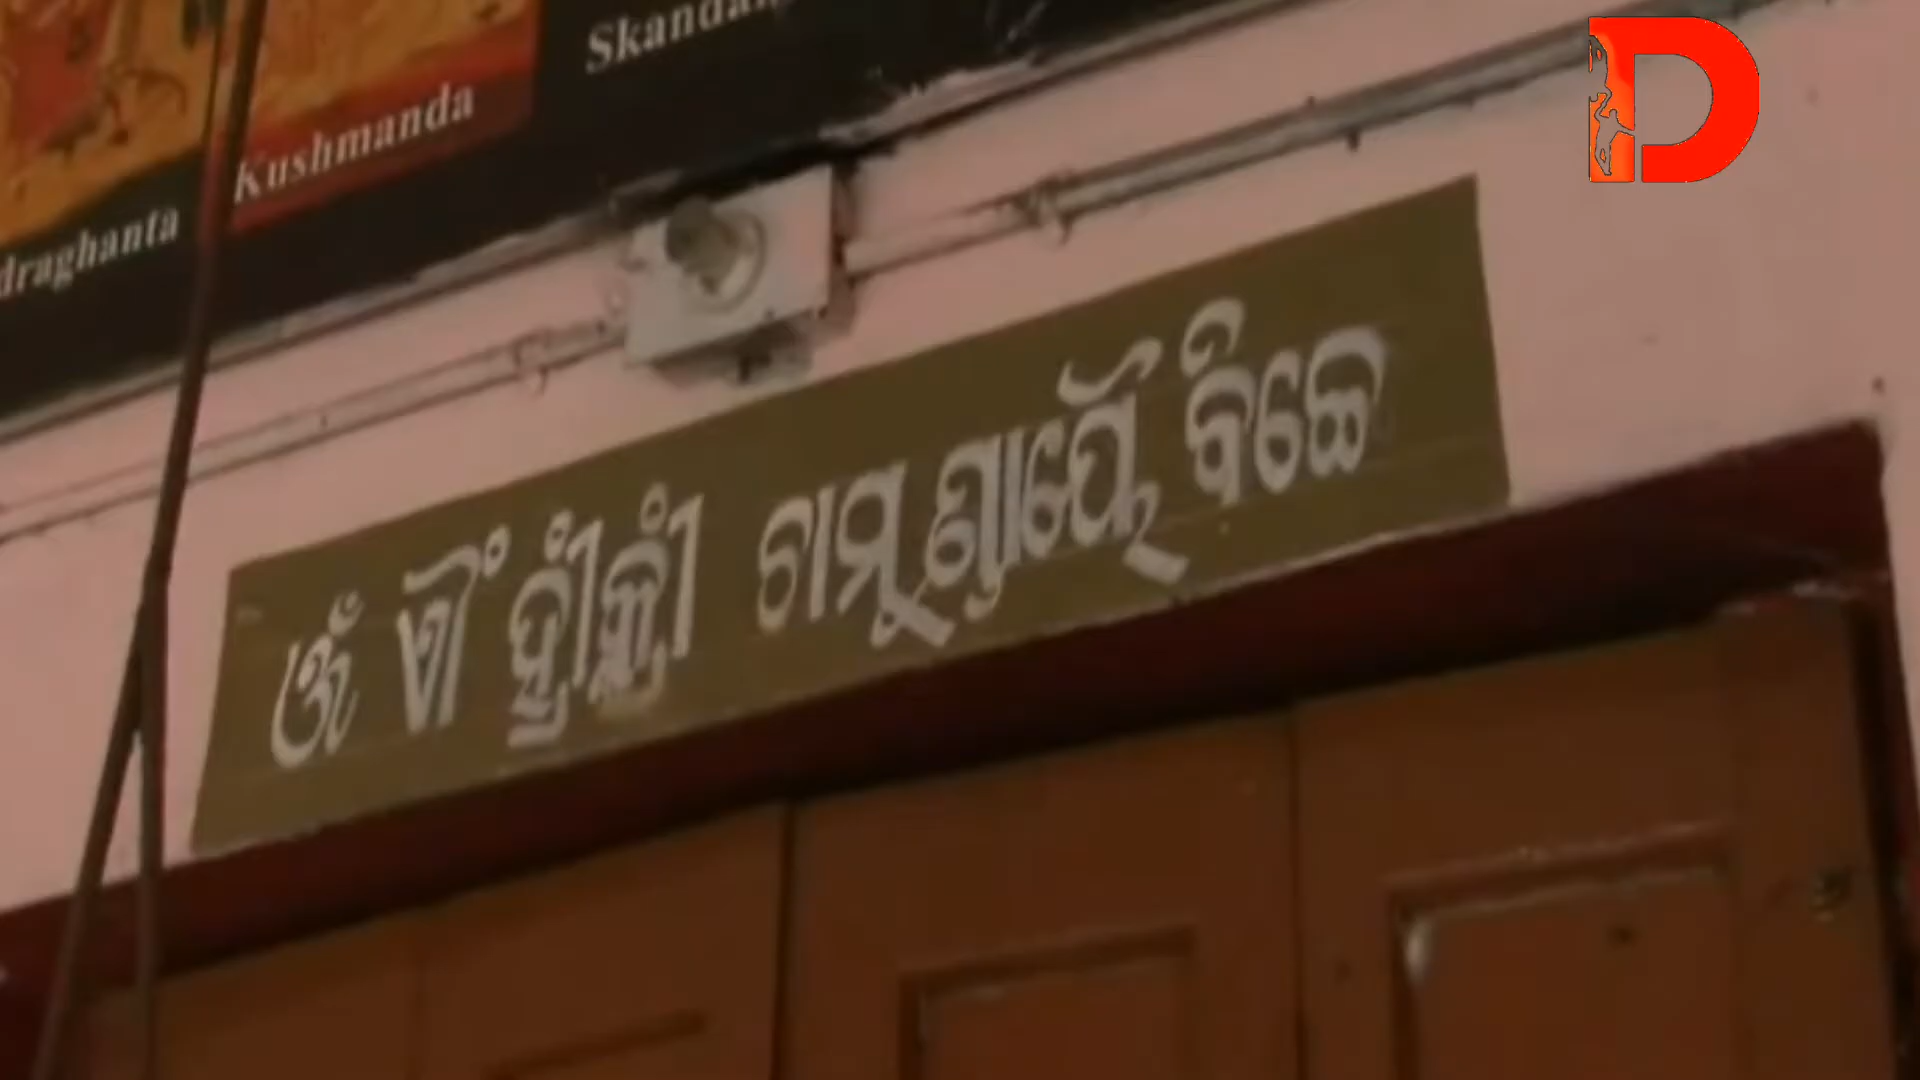 Skanda
Kushmanda
draghanta
ଓଁ ଐଂ ହ୍ରୀଂକ୍ଲୀଂ ଚାମୁଣ୍ଡାୟୈ ବିଚ୍ଚେ
D